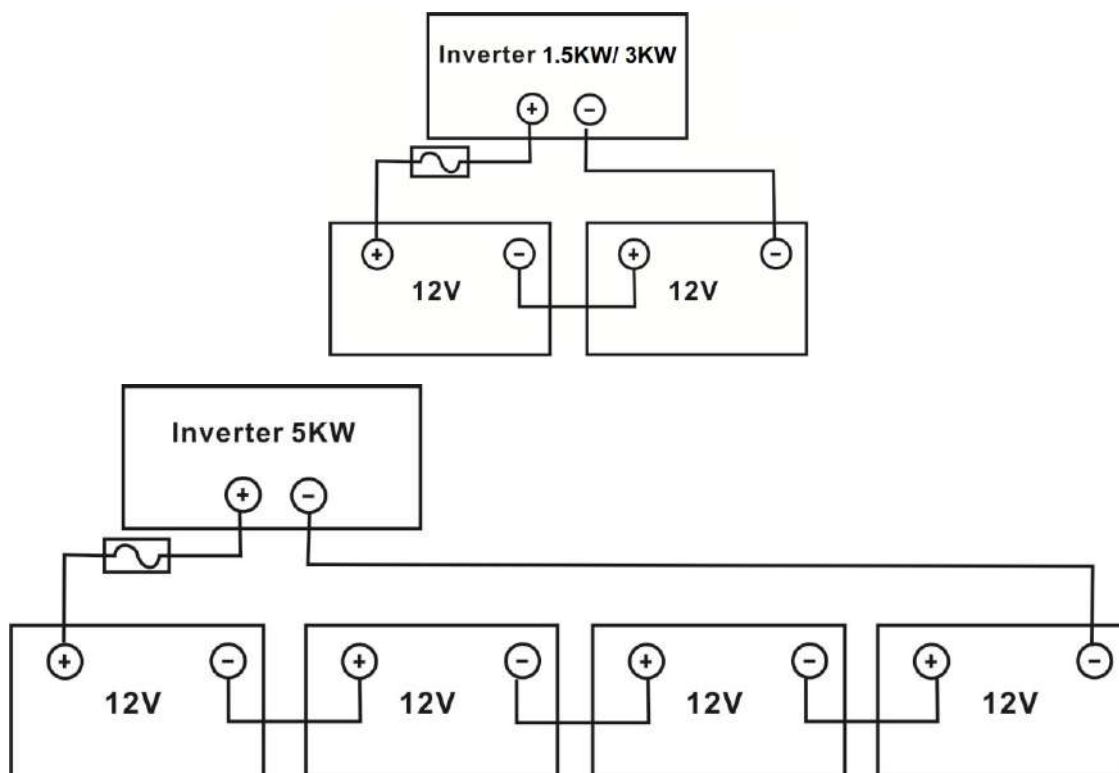 Inverter 1.5KW/ 3KW
+ −
+ − + −
12V 12V
Inverter 5KW
+ −
+ − + − + − + −
12V 12V 12V 12V